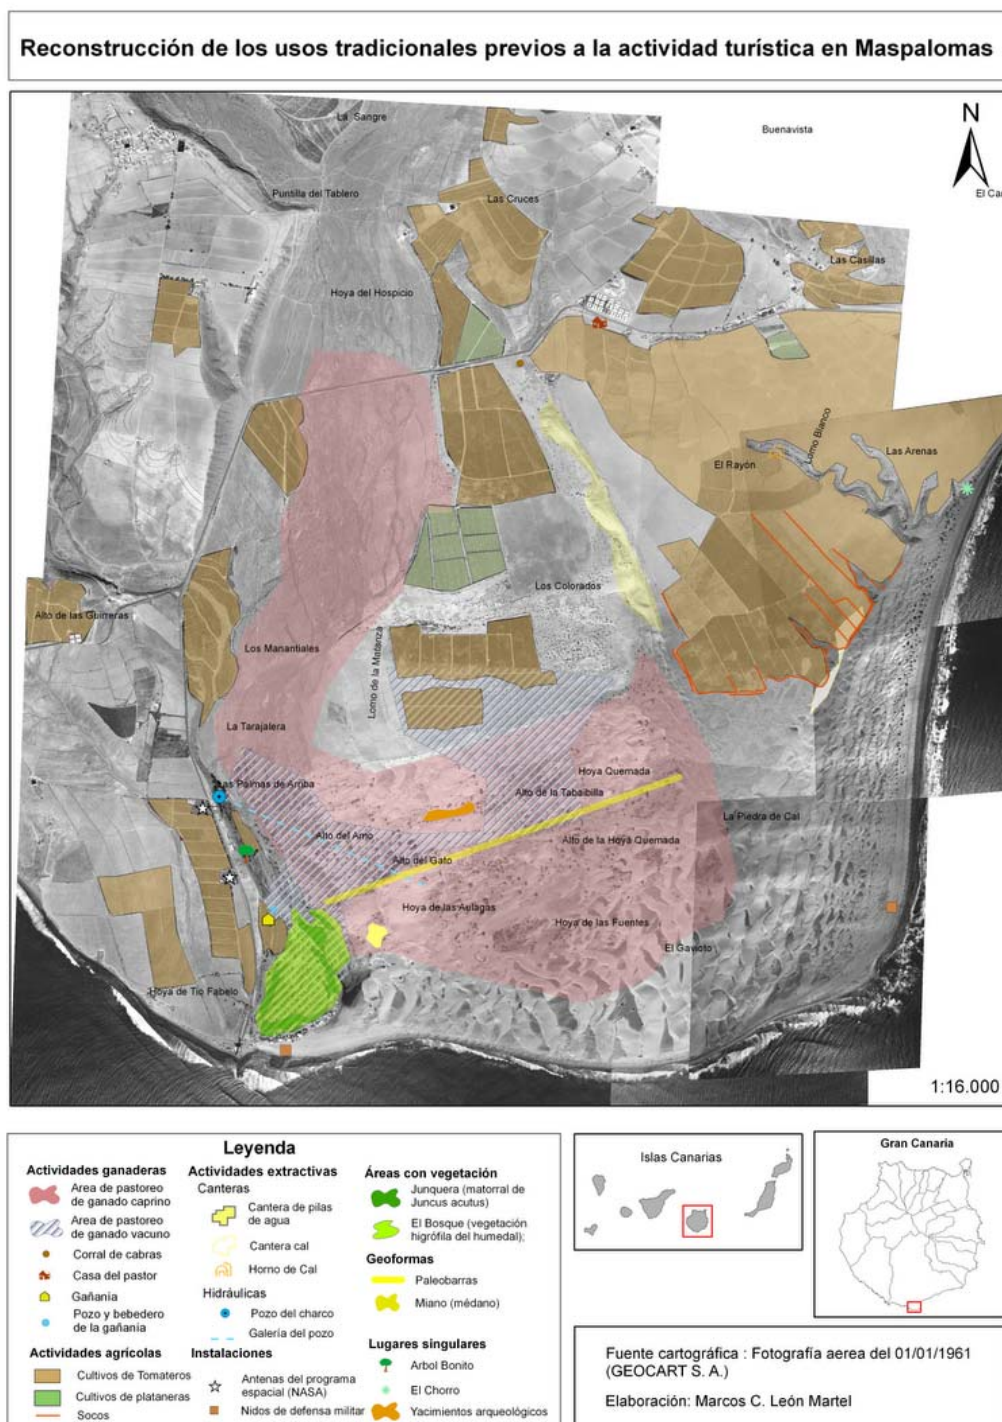 Reconstrucción de los usos tradicionales previos a la actividad turística en Maspalomas
N
La Sangre
Buenavista
Puntilla del Tablero
Las Cruces
Las Casillas
Hoya del Hospicio
Lomo Blanco
Las Arenas
El Rayón
Los Colorados
Alto de las Guirreras
Los Manantiales
Lomo de la Matanza
La Tarajalera
Hoya Quemada
Las Palmas de Arriba
Alto de la Tabaibilla
La Piedra de Cal
Alto del Amo
Alto de la Hoya Quemada
Alto del Gato
Hoya de las Aulagas
Hoya de las Fuentes
El Gavioto
Hoya de Tío Fabelo
1:16.000
Leyenda
Actividades ganaderas
Area de pastoreo
de ganado caprino
Area de pastoreo
de ganado vacuno
Corral de cabras
Casa del pastor
Gañanía
Pozo y bebedero
de la gañanía
Actividades agrícolas
Cultivos de Tomateros
Cultivos de plataneras
Socos
Actividades extractivas
Canteras
Cantera de pilas
de agua
Cantera cal
Horno de Cal
Hidráulicas
Pozo del charco
Galería del pozo
Instalaciones
Antenas del programa
espacial (NASA)
Nidos de defensa militar
Áreas con vegetación
Junquera (matorral de
Juncus acutus)
El Bosque (vegetación
higrófila del humedal);
Geoformas
Paleobarras
Miano (médano)
Lugares singulares
Arbol Bonito
El Chorro
Yacimientos arqueológicos
Islas Canarias
Gran Canaria
Fuente cartográfica : Fotografía aerea del 01/01/1961
(GEOCART S. A.)
Elaboración: Marcos C. León Martel